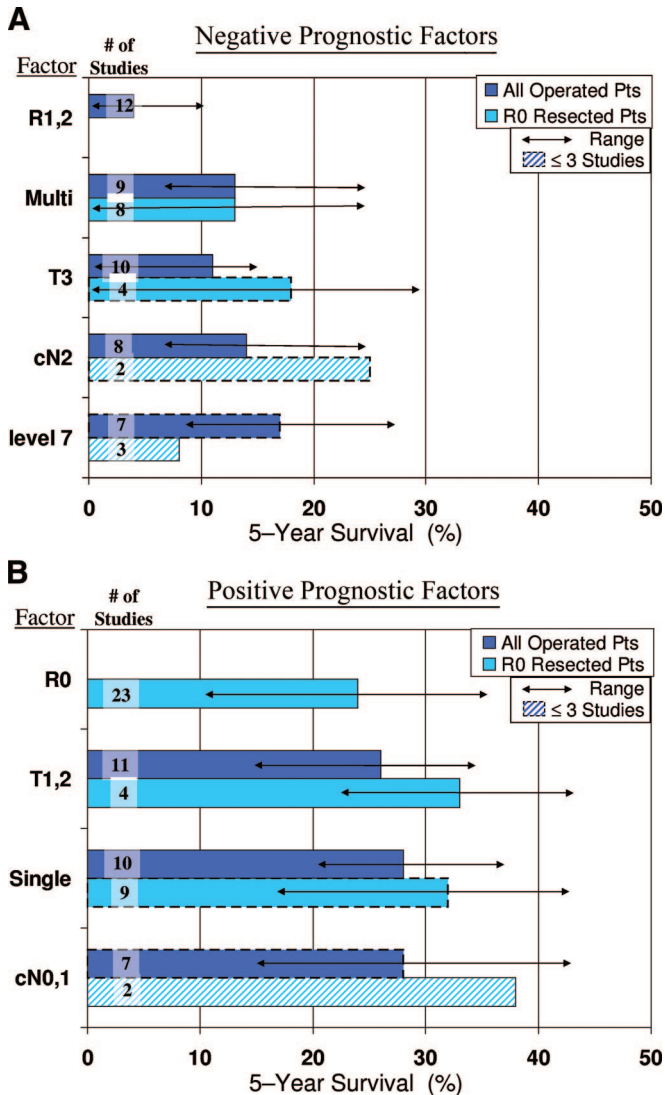 A
Negative Prognostic Factors
Factor
# of
Studies
All Operated Pts
R0 Resected Pts
Range
≤ 3 Studies
R1,2
12
Multi
9
8
T3
10
4
cN2
8
2
level 7
7
3
0 10 20 30 40 50
5–Year Survival (%)
B
Positive Prognostic Factors
Factor
# of
Studies
All Operated Pts
R0 Resected Pts
Range
≤ 3 Studies
R0
23
T1,2
11
4
Single
10
9
cN0,1
7
2
0 10 20 30 40 50
5–Year Survival (%)